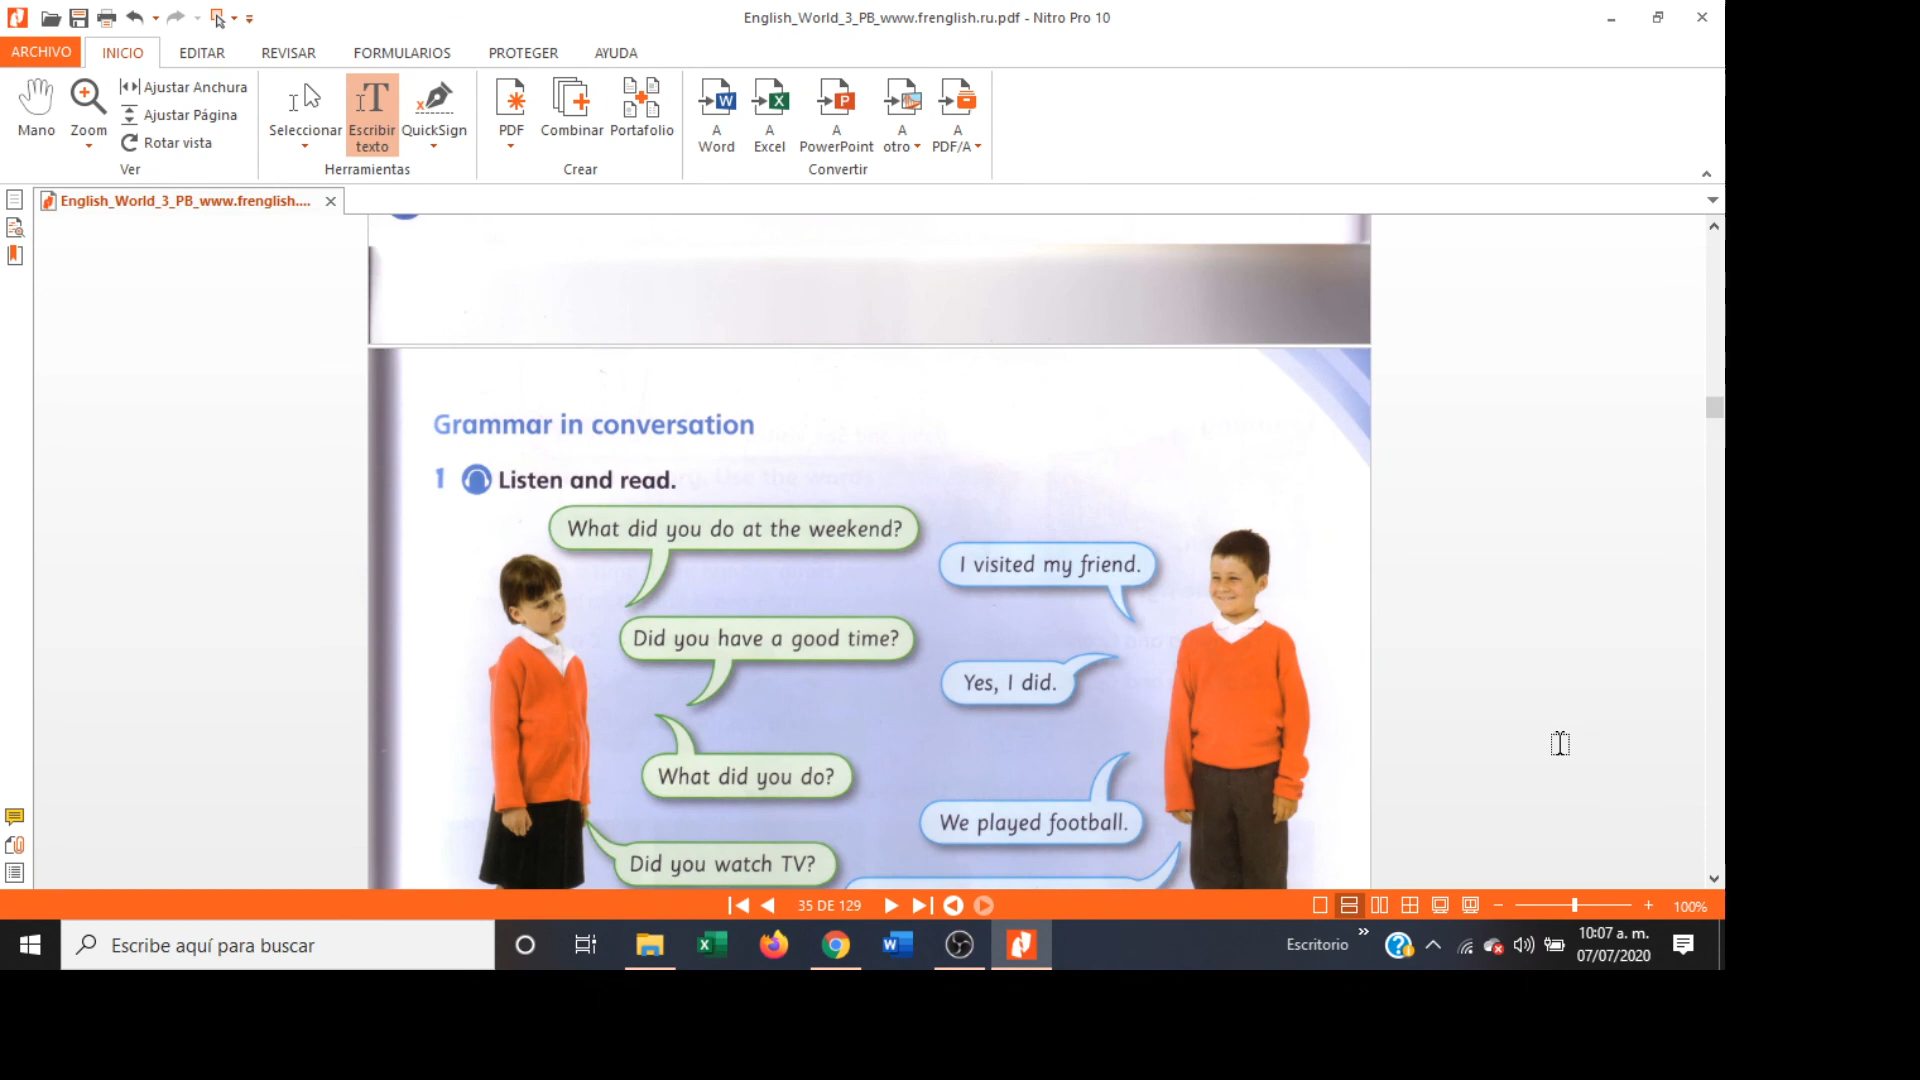 English_World_3_PB_www.frenglish.ru.pdf - Nitro Pro 10
ARCHIVO INICIO EDITAR REVISAR FORMULARIOS PROTEGER AYUDA
Mano
Zoom
Ajustar Anchura
Ajustar Página
Rotar vista
Ver
Seleccionar
Escribir
texto
QuickSign
Herramientas
PDF
Combinar
Portafolio
Crear
A
Word
A
Excel
A
PowerPoint
A
otro
A
PDF/A
Convertir
English_World_3_PB_www.frenglish....
Grammar in conversation
1 Listen and read.
What did you do at the weekend?
I visited my friend.
Did you have a good time?
Yes, I did.
What did you do?
We played football.
Did you watch TV?
35 DE 129
100%
Escribe aquí para buscar
Escritorio
10:07 a. m.
07/07/2020